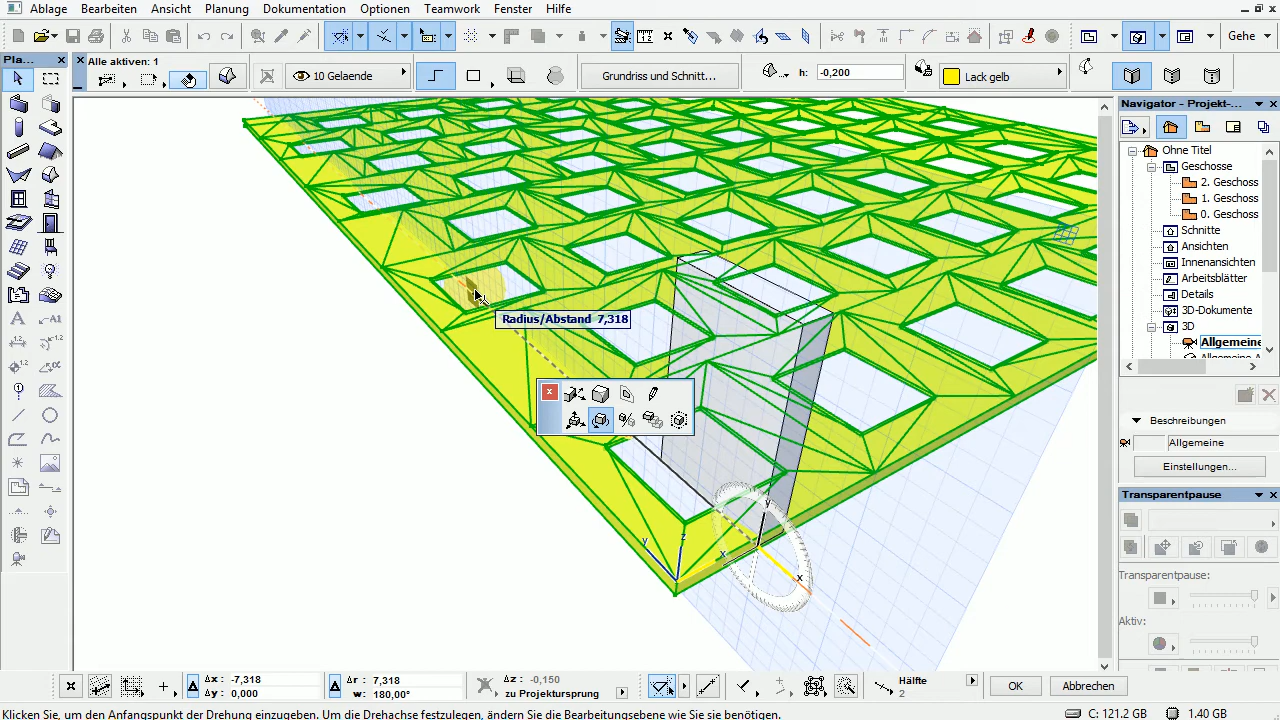 Ablage Bearbeiten Ansicht Planung Dokumentation Optionen Teamwork Fenster Hilfe
Gehe
Pla...
Alle aktiven: 1
10 Gelaende
Grundriss und Schnitt...
h: -0,200
Lack gelb
Navigator - Projekt-...
Ohne Titel
Geschosse
2. Geschoss
1. Geschoss
0. Geschoss
Schnitte
Ansichten
Innenansichten
Arbeitsblätter
Details
3D-Dokumente
3D
Allgemeine
Radius/Abstand 7,318
Beschreibungen
Allgemeine
Einstellungen...
Transparentpause
Transparentpause:
Aktiv:
y
z
x
y
x
Δx: -7,318
Δy: 0,000
Δr: 7,318
w: 180,00°
Δz: -0,150
zu Projektursprung
Hälfte
2
OK
Abbrechen
Klicken Sie, um den Anfangspunkt der Drehung einzugeben. Um die Drehachse festzulegen, ändern Sie die Bearbeitungsebene wie Sie sie benötigen.
C: 121.2 GB
1.40 GB